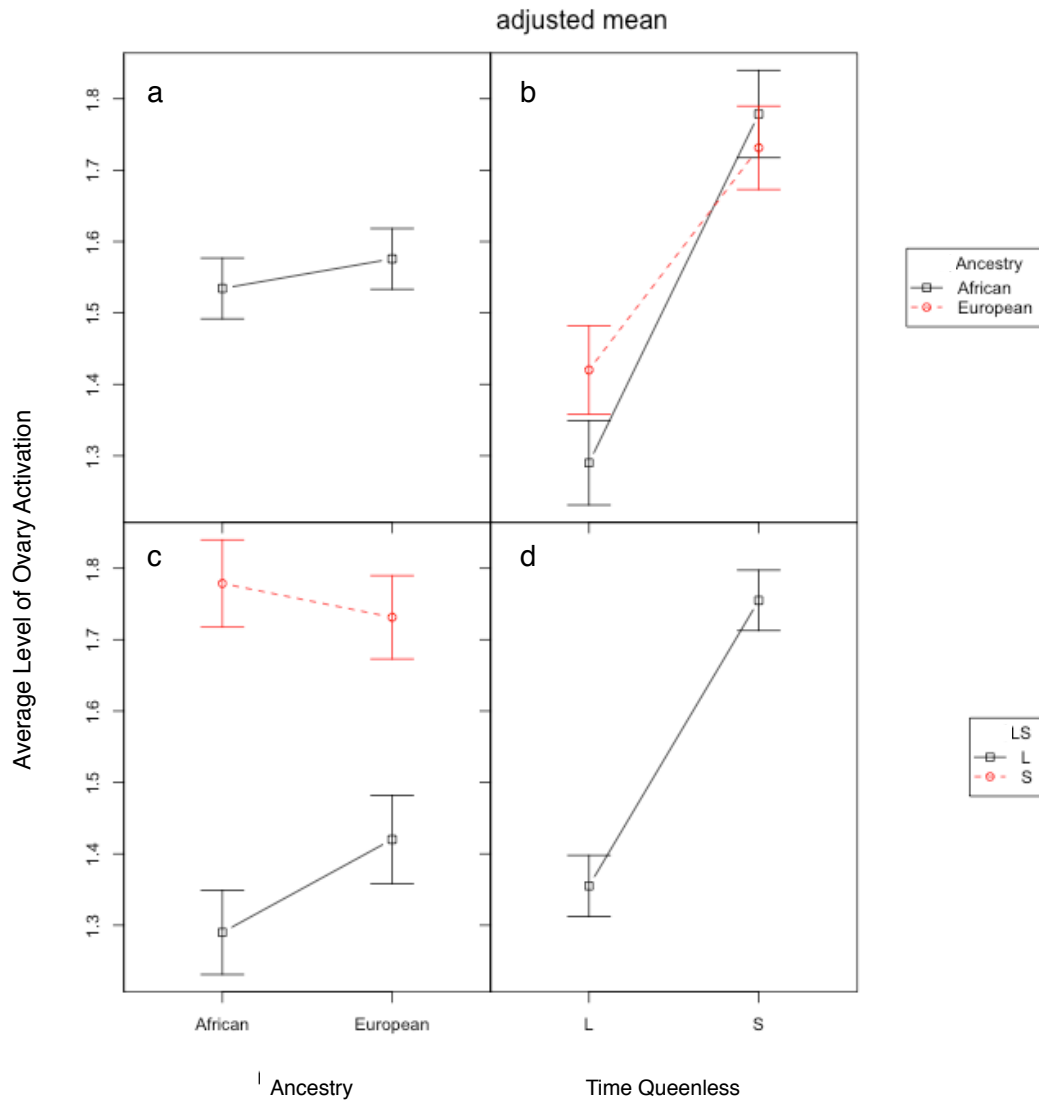 adjusted mean
a
b
1.8
1.7
1.6
1.5
1.4
1.3
Ancestry
African
European
Average Level of Ovary Activation
c
d
1.8
1.7
1.6
1.5
1.4
1.3
LS
L
S
African
European
L
S
Ancestry
Time Queenless